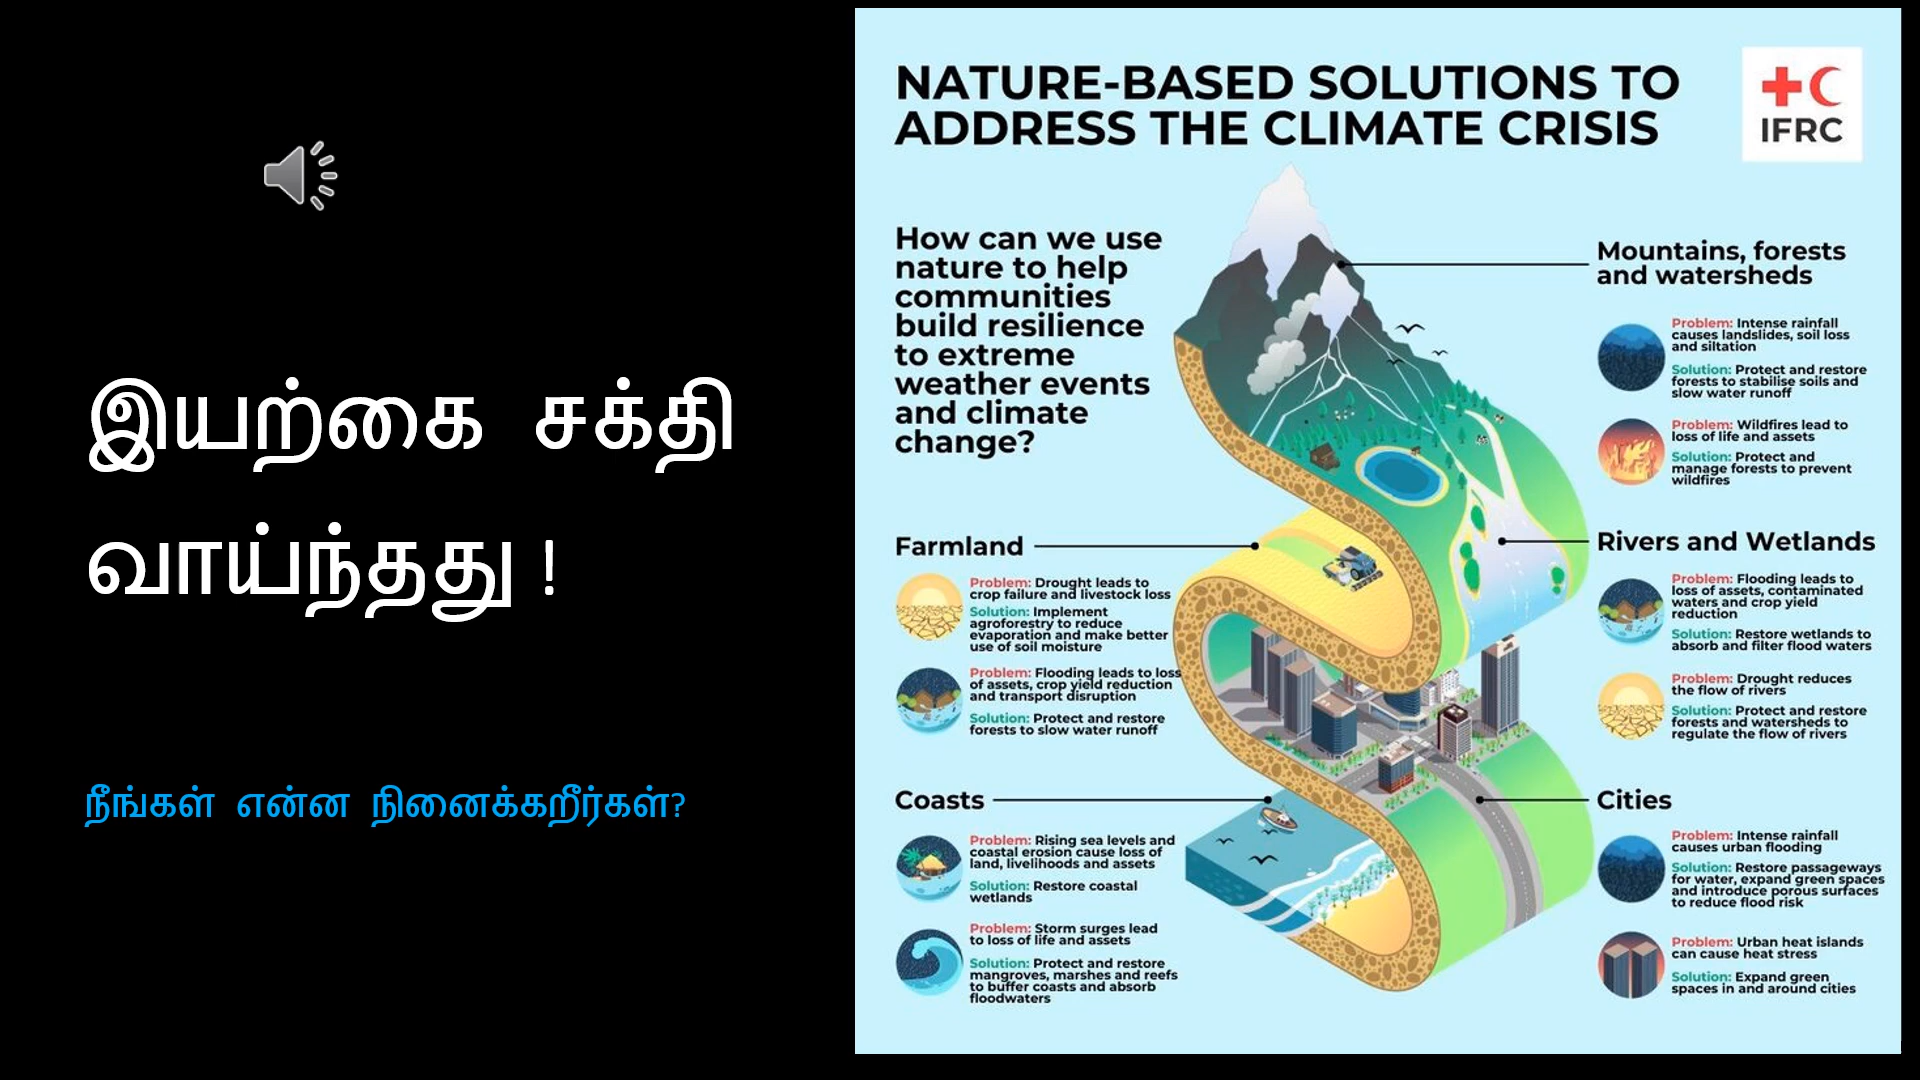 இயற்கை சக்தி
வாய்ந்தது !
நீங்கள் என்ன நினைக்கறீர்கள்?
NATURE-BASED SOLUTIONS TO
ADDRESS THE CLIMATE CRISIS
IFRC
How can we use
nature to help
communities
build resilience
to extreme
weather events
and climate
change?
Mountains, forests
and watersheds
Problem: Intense rainfall
causes landslides, soil loss
and siltation
Solution: Protect and restore
forests to stabilise soils and
slow water runoff
Problem: Wildfires lead to
loss of life and assets
Solution: Protect and
manage forests to prevent
wildfires
Farmland
Problem: Drought leads to
crop failure and livestock loss
Solution: Implement
agroforestry to reduce
evaporation and make better
use of soil moisture
Problem: Flooding leads to loss
of assets, crop yield reduction
and transport disruption
Solution: Protect and restore
forests to slow water runoff
Rivers and Wetlands
Problem: Flooding leads to
loss of assets, contaminated
waters and crop yield
reduction
Solution: Restore wetlands to
absorb and filter flood waters
Problem: Drought reduces
the flow of rivers
Solution: Protect and restore
forests and watersheds to
regulate the flow of rivers
Coasts
Problem: Rising sea levels and
coastal erosion cause loss of
land, livelihoods and assets
Solution: Restore coastal
wetlands
Problem: Storm surges lead
to loss of life and assets
Solution: Protect and restore
mangroves, marshes and reefs
to buffer coasts and absorb
floodwaters
Cities
Problem: Intense rainfall
causes urban flooding
Solution: Restore passageways
for water, expand green spaces
and introduce porous surfaces
to reduce flood risk
Problem: Urban heat islands
can cause heat stress
Solution: Expand green
spaces in and around cities